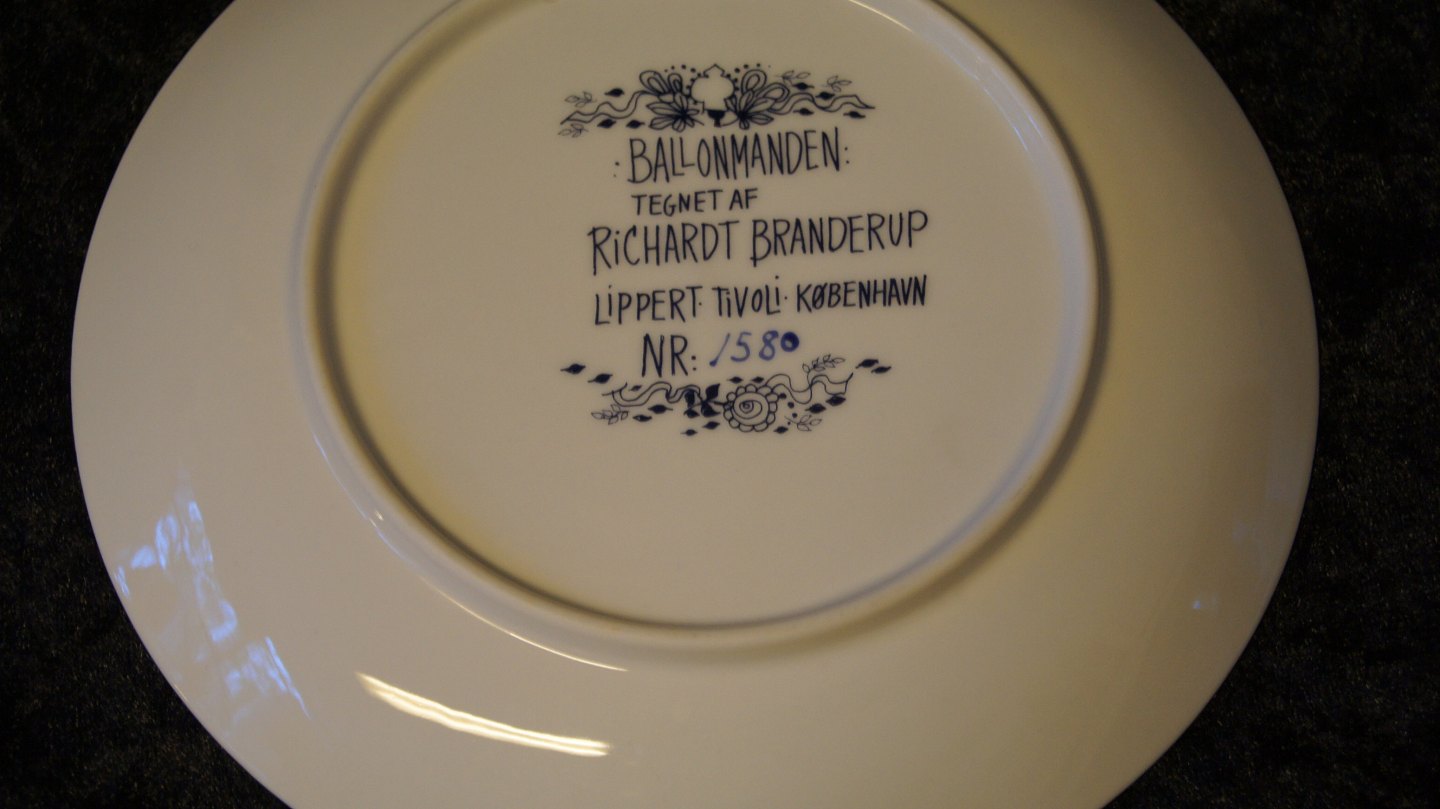 :BALLONMANDEN:
TEGNET AF
RiCHARDT BRANDERUP
LiPPERT· TiVOLi· KØBENHAVN
NR: 1580